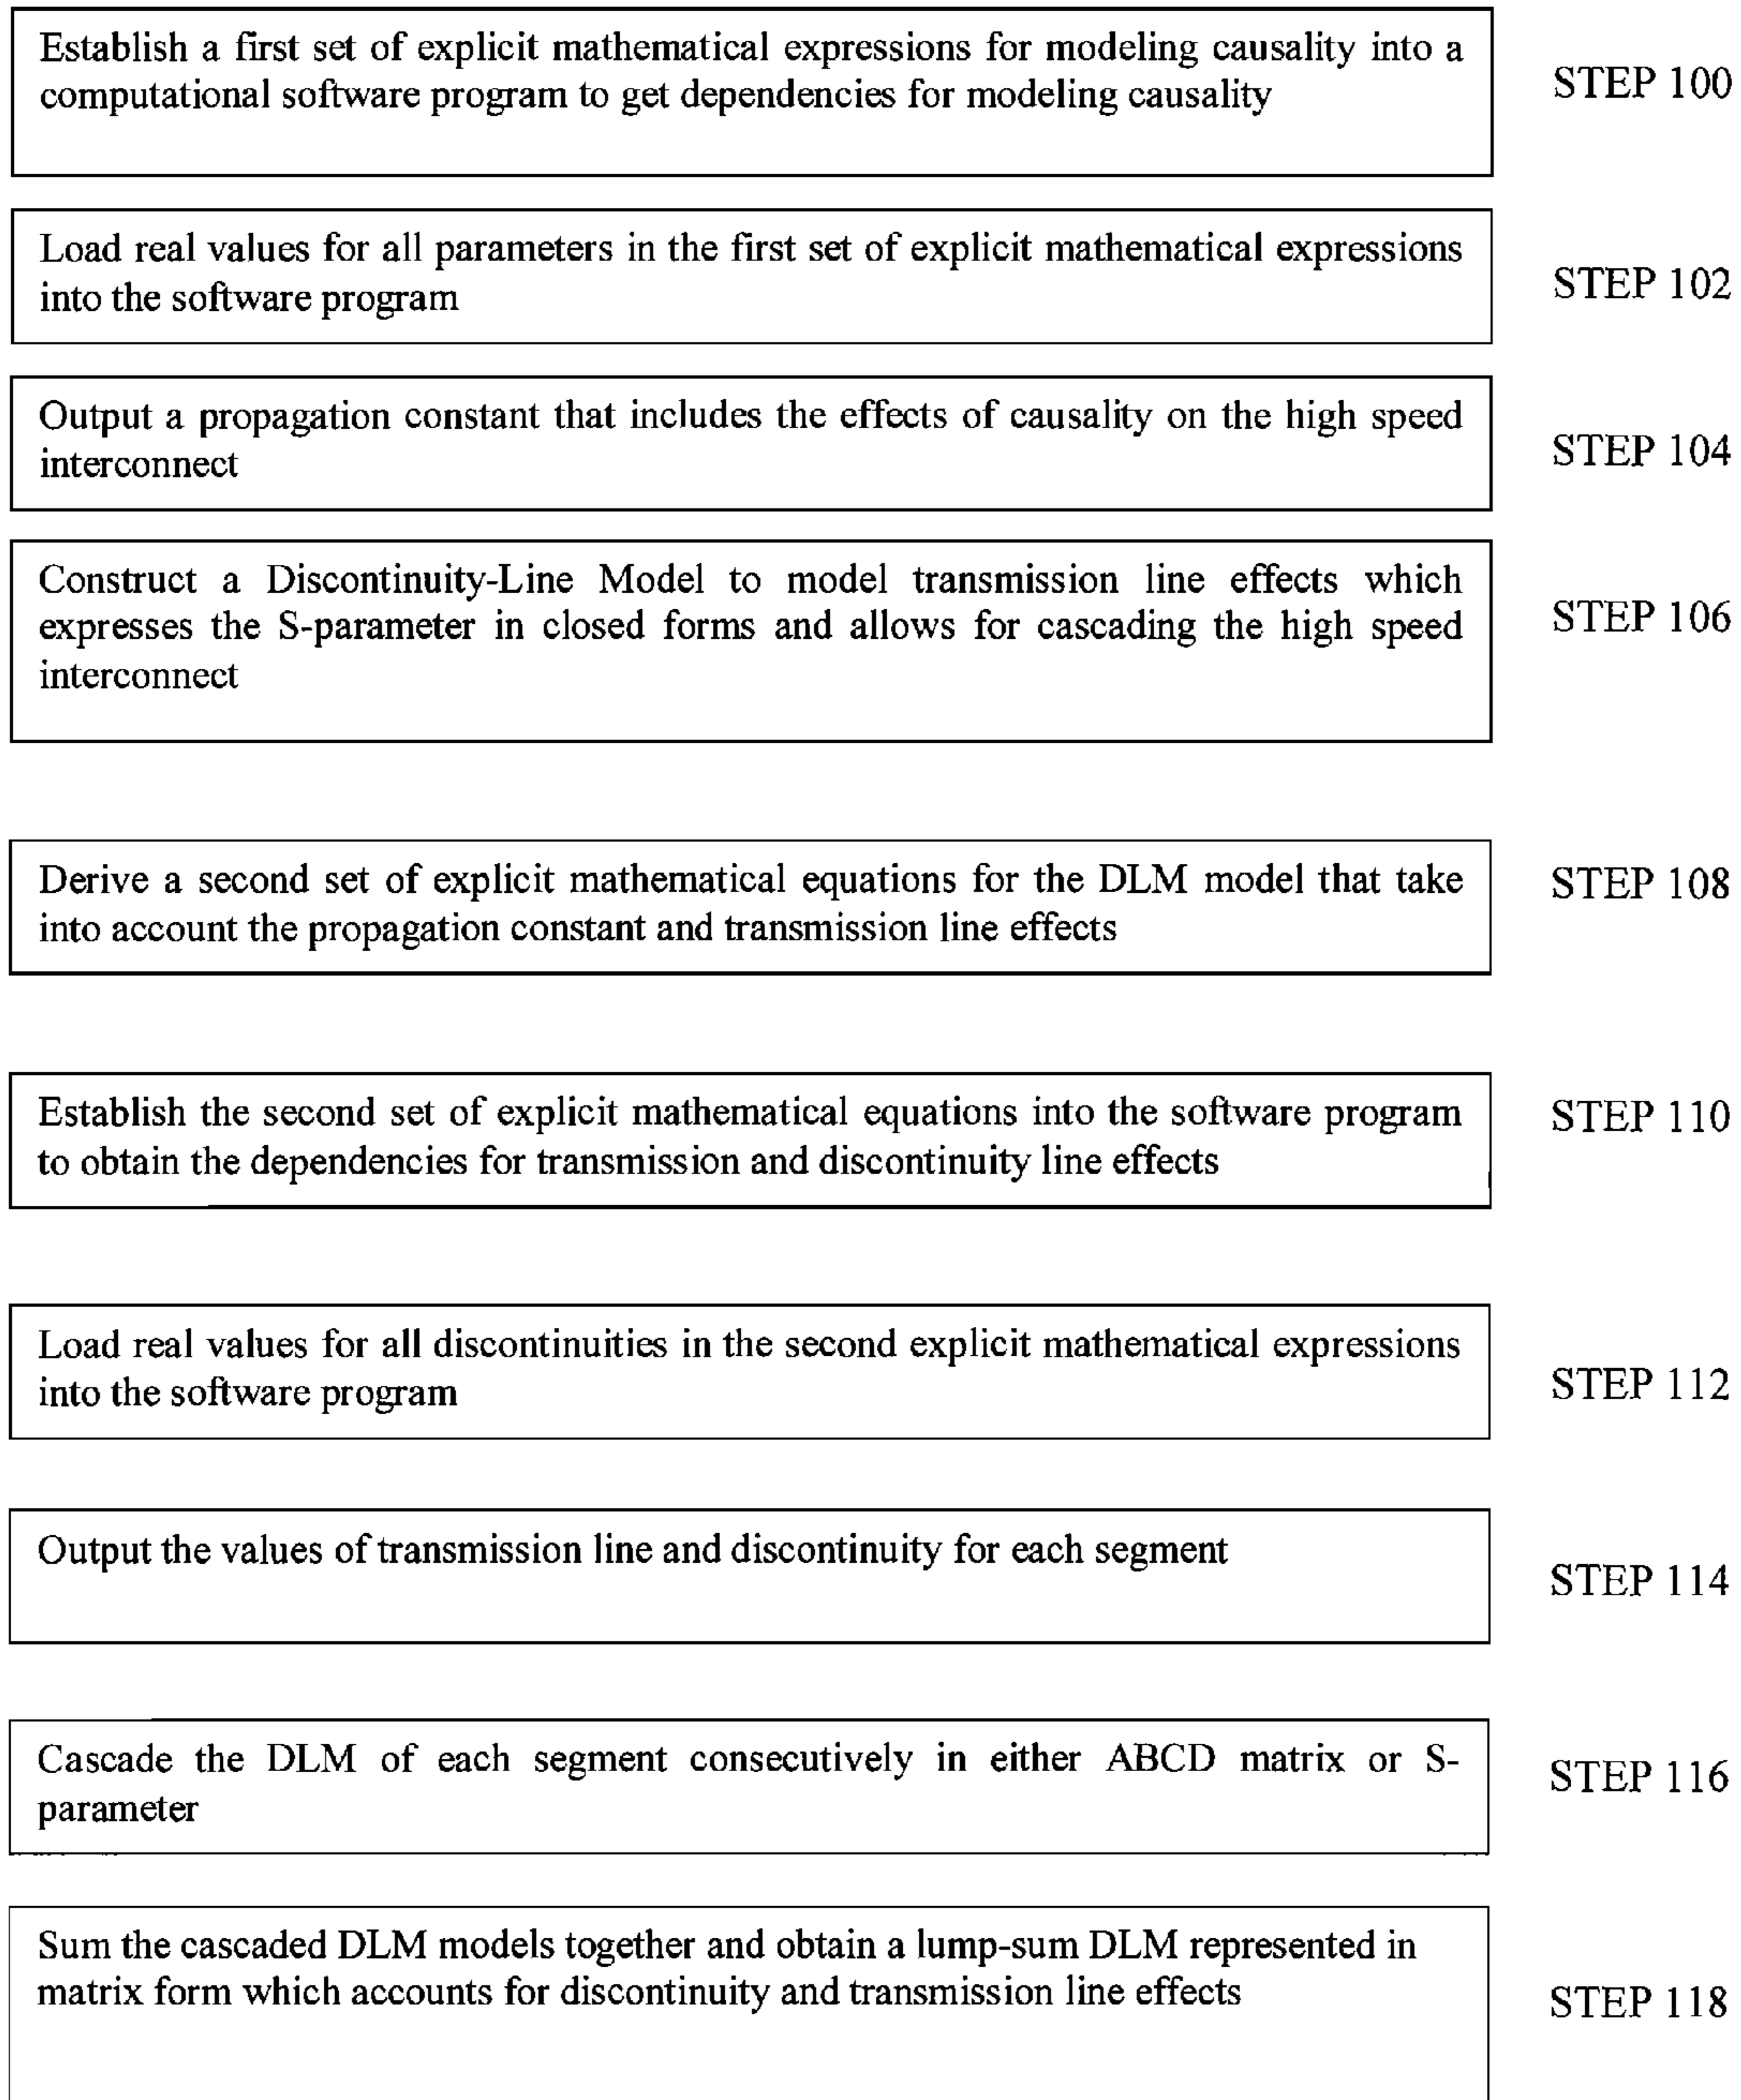 Establish a first set of explicit mathematical expressions for modeling causality into a
computational software program to get dependencies for modeling causality
STEP 100
Load real values for all parameters in the first set of explicit mathematical expressions
into the software program
STEP 102
Output a propagation constant that includes the effects of causality on the high speed
interconnect
STEP 104
Construct a Discontinuity-Line Model to model transmission line effects which
expresses the S-parameter in closed forms and allows for cascading the high speed
interconnect
STEP 106
Derive a second set of explicit mathematical equations for the DLM model that take
into account the propagation constant and transmission line effects
STEP 108
Establish the second set of explicit mathematical equations into the software program
to obtain the dependencies for transmission and discontinuity line effects
STEP 110
Load real values for all discontinuities in the second explicit mathematical expressions
into the software program
STEP 112
Output the values of transmission line and discontinuity for each segment
STEP 114
Cascade the DLM of each segment consecutively in either ABCD matrix or S-
parameter
STEP 116
Sum the cascaded DLM models together and obtain a lump-sum DLM represented in
matrix form which accounts for discontinuity and transmission line effects
STEP 118